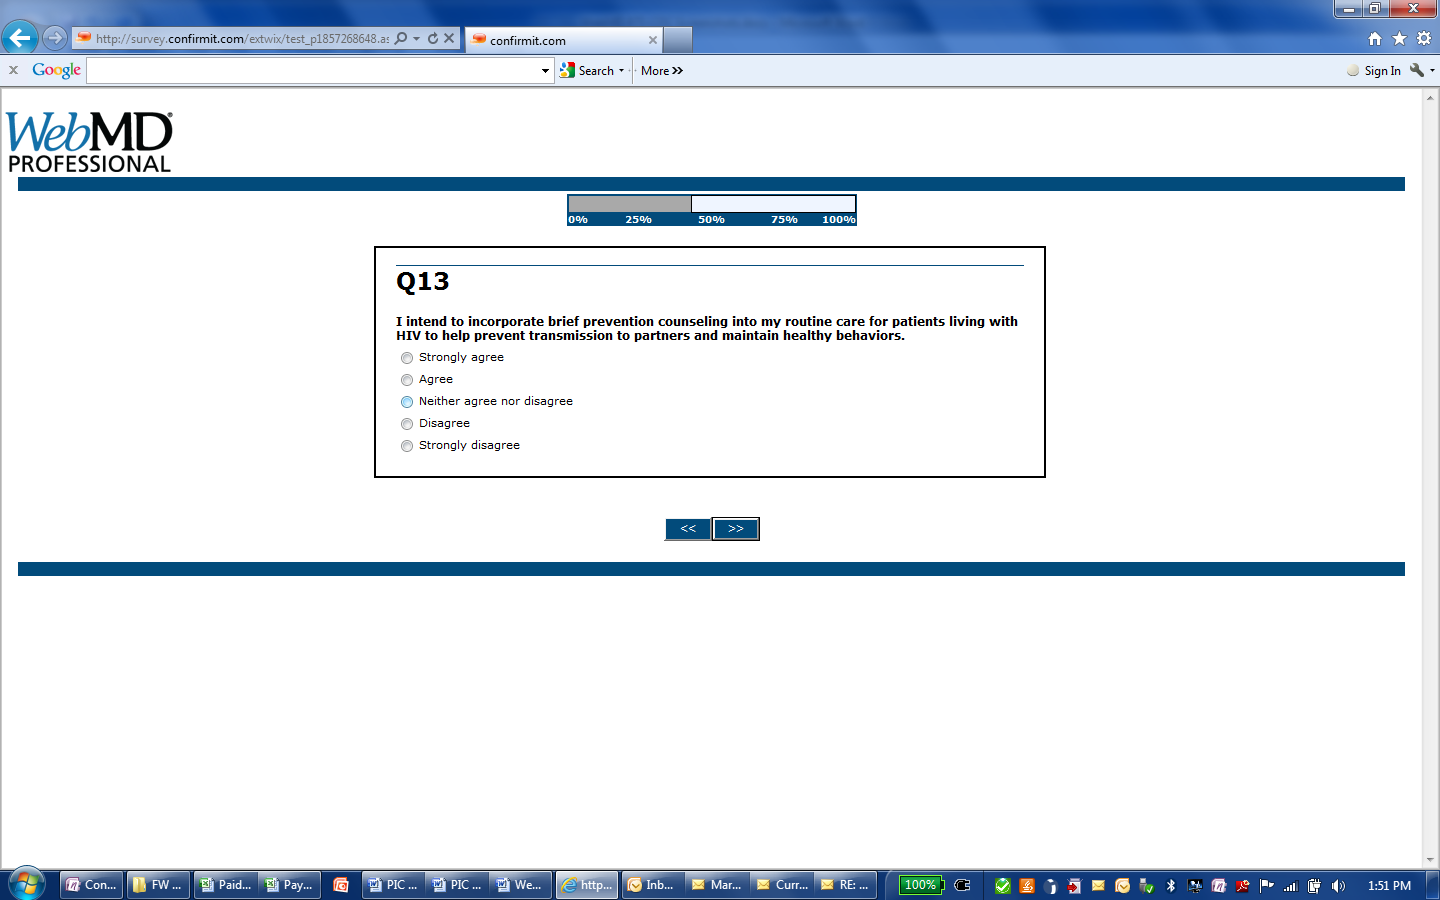 http://survey.confirmit.com/extwix/test_p1857268648.as
confirmit.com
x Google Search More >> Sign In
WebMD®
PROFESSIONAL
0% 25% 50% 75% 100%
Q13
I intend to incorporate brief prevention counseling into my routine care for patients living with
HIV to help prevent transmission to partners and maintain healthy behaviors.
Strongly agree
Agree
Neither agree nor disagree
Disagree
Strongly disagree
<< >>
Con... FW ... Paid... Pay... PIC ... PIC ... We... http... Inb... Mar... Curr... RE: ... 100% 1:51 PM